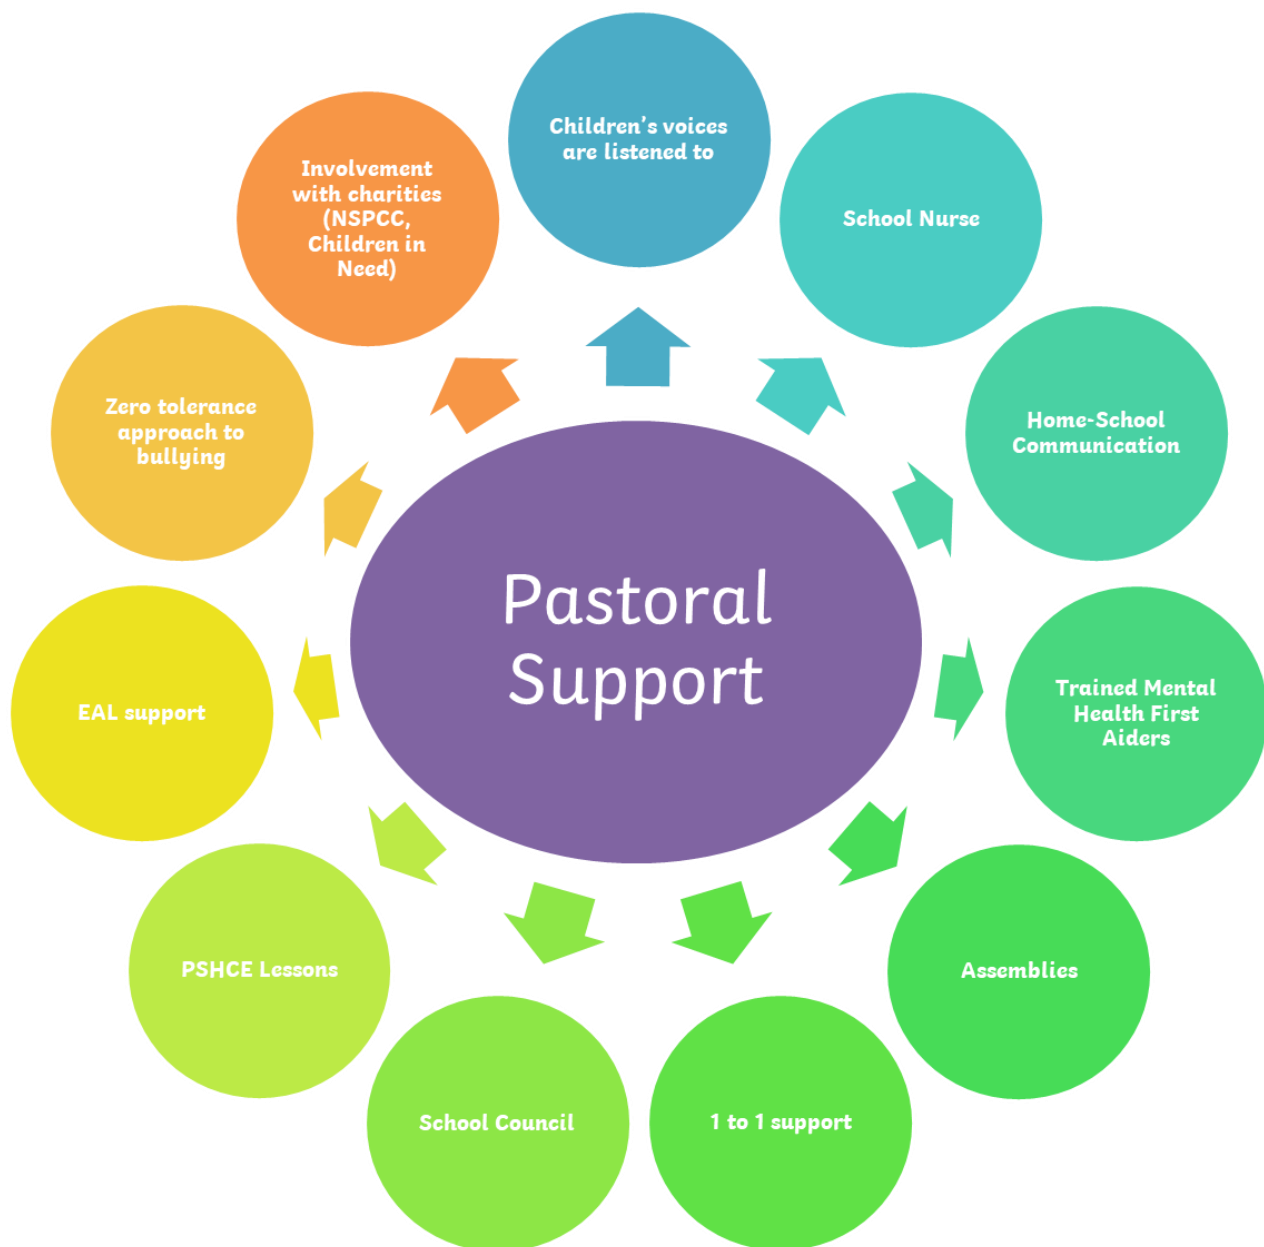 Children's voices
are listened to
School Nurse
Home-School
Communication
Trained Mental
Health First
Aiders
Assemblies
1 to 1 support
School Council
PSHCE Lessons
EAL support
Zero tolerance
approach to
bullying
Involvement
with charities
(NSPCC,
Children in
Need)
Pastoral
Support